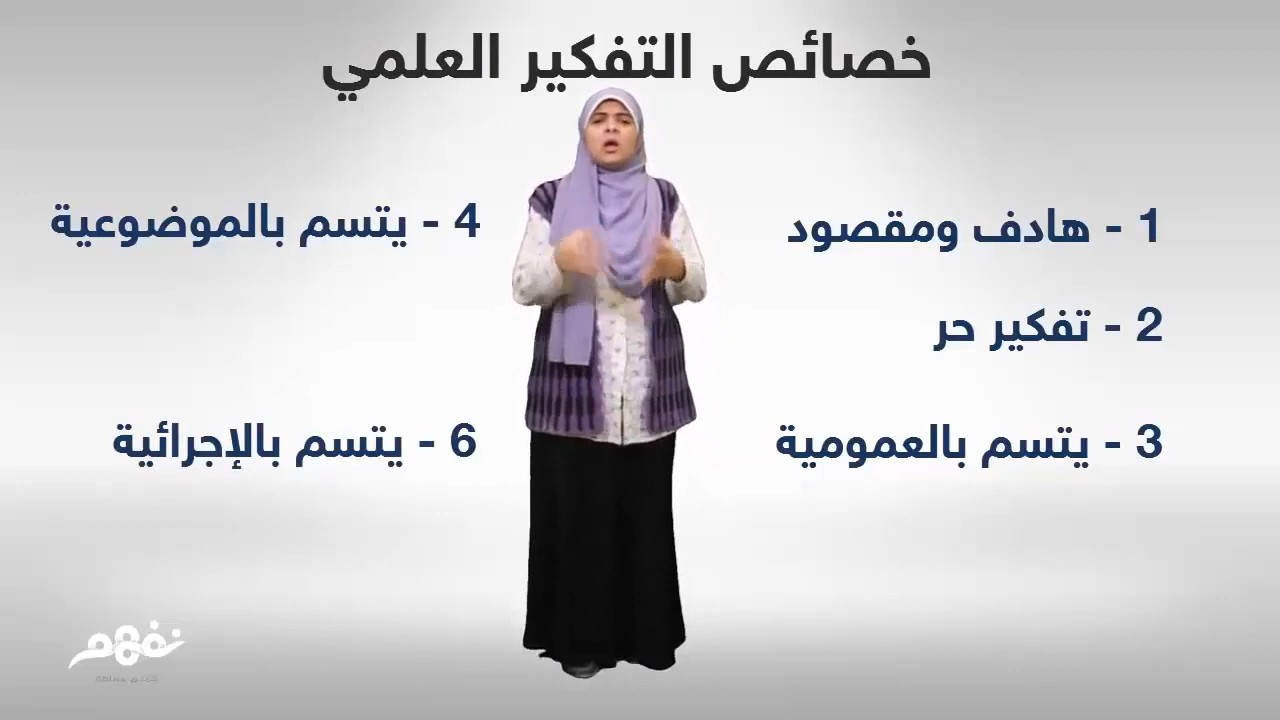 خصائص التفكير العلمي
1 - هادف ومقصود
2 - تفكير حر
3 - يتسم بالعمومية
4 - يتسم بالموضوعية
6 - يتسم بالإجرائية
نفهم